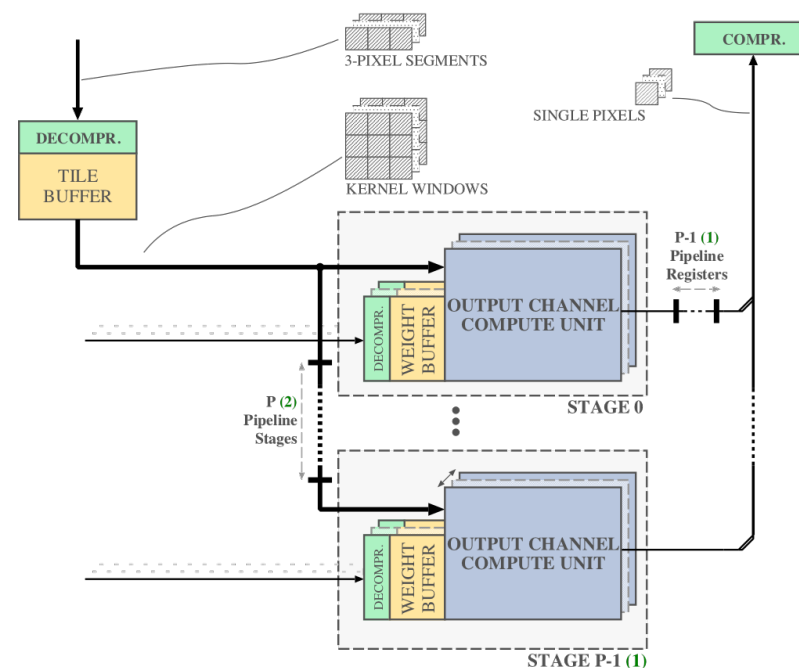 COMPR.
3-PIXEL SEGMENTS
SINGLE PIXELS
DECOMPR.
TILE
BUFFER
KERNEL WINDOWS
P-1 (1)
Pipeline
Registers
DECOMPR.
WEIGHT
BUFFER
OUTPUT CHANNEL
COMPUTE UNIT
STAGE 0
P (2)
Pipeline
Stages
DECOMPR.
WEIGHT
BUFFER
OUTPUT CHANNEL
COMPUTE UNIT
STAGE P-1 (1)